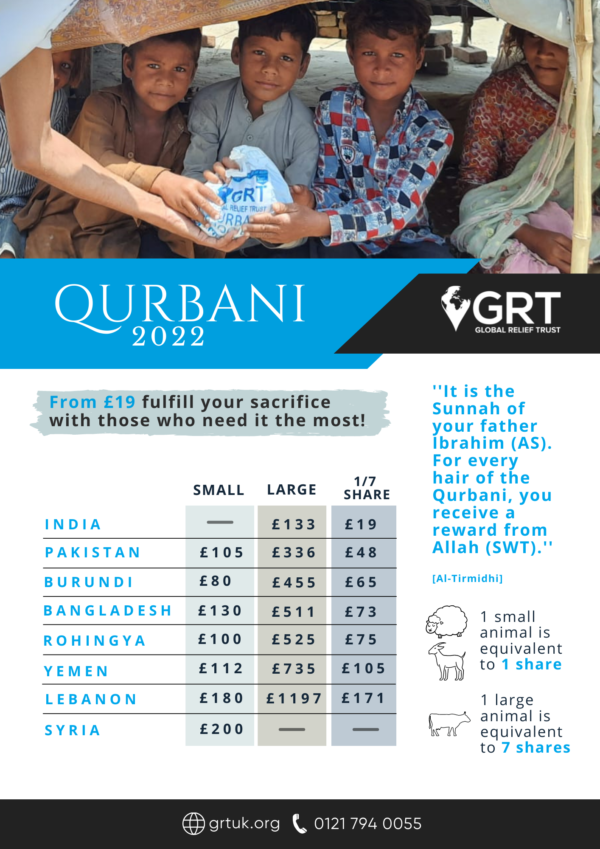 GRT
RELIEF TRUST
QURBANI
2022
GRT
GLOBAL RELIEF TRUST
From £19 fulfill your sacrifice
with those who need it the most!
''It is the
Sunnah of
your father
Ibrahim (AS).
For every
hair of the
Qurbani, you
receive a
reward from
Allah (SWT).''
[Al-Tirmidhi]
SMALL LARGE 1/7 SHARE
INDIA — £133 £19
PAKISTAN £105 £336 £48
BURUNDI £80 £455 £65
BANGLADESH £130 £511 £73
ROHINGYA £100 £525 £75
YEMEN £112 £735 £105
LEBANON £180 £1197 £171
SYRIA £200 — —
1 small
animal is
equivalent
to 1 share
1 large
animal is
equivalent
to 7 shares
grtuk.org 0121 794 0055